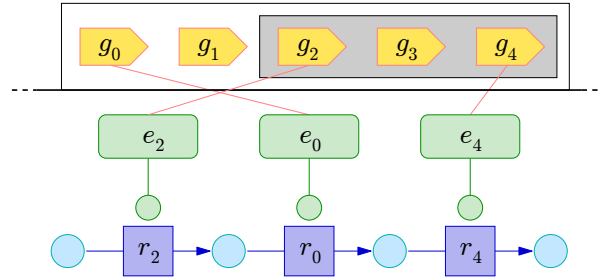 g₀ g₁ g₂ g₃ g₄
e₂ e₀ e₄
r₂ r₀ r₄